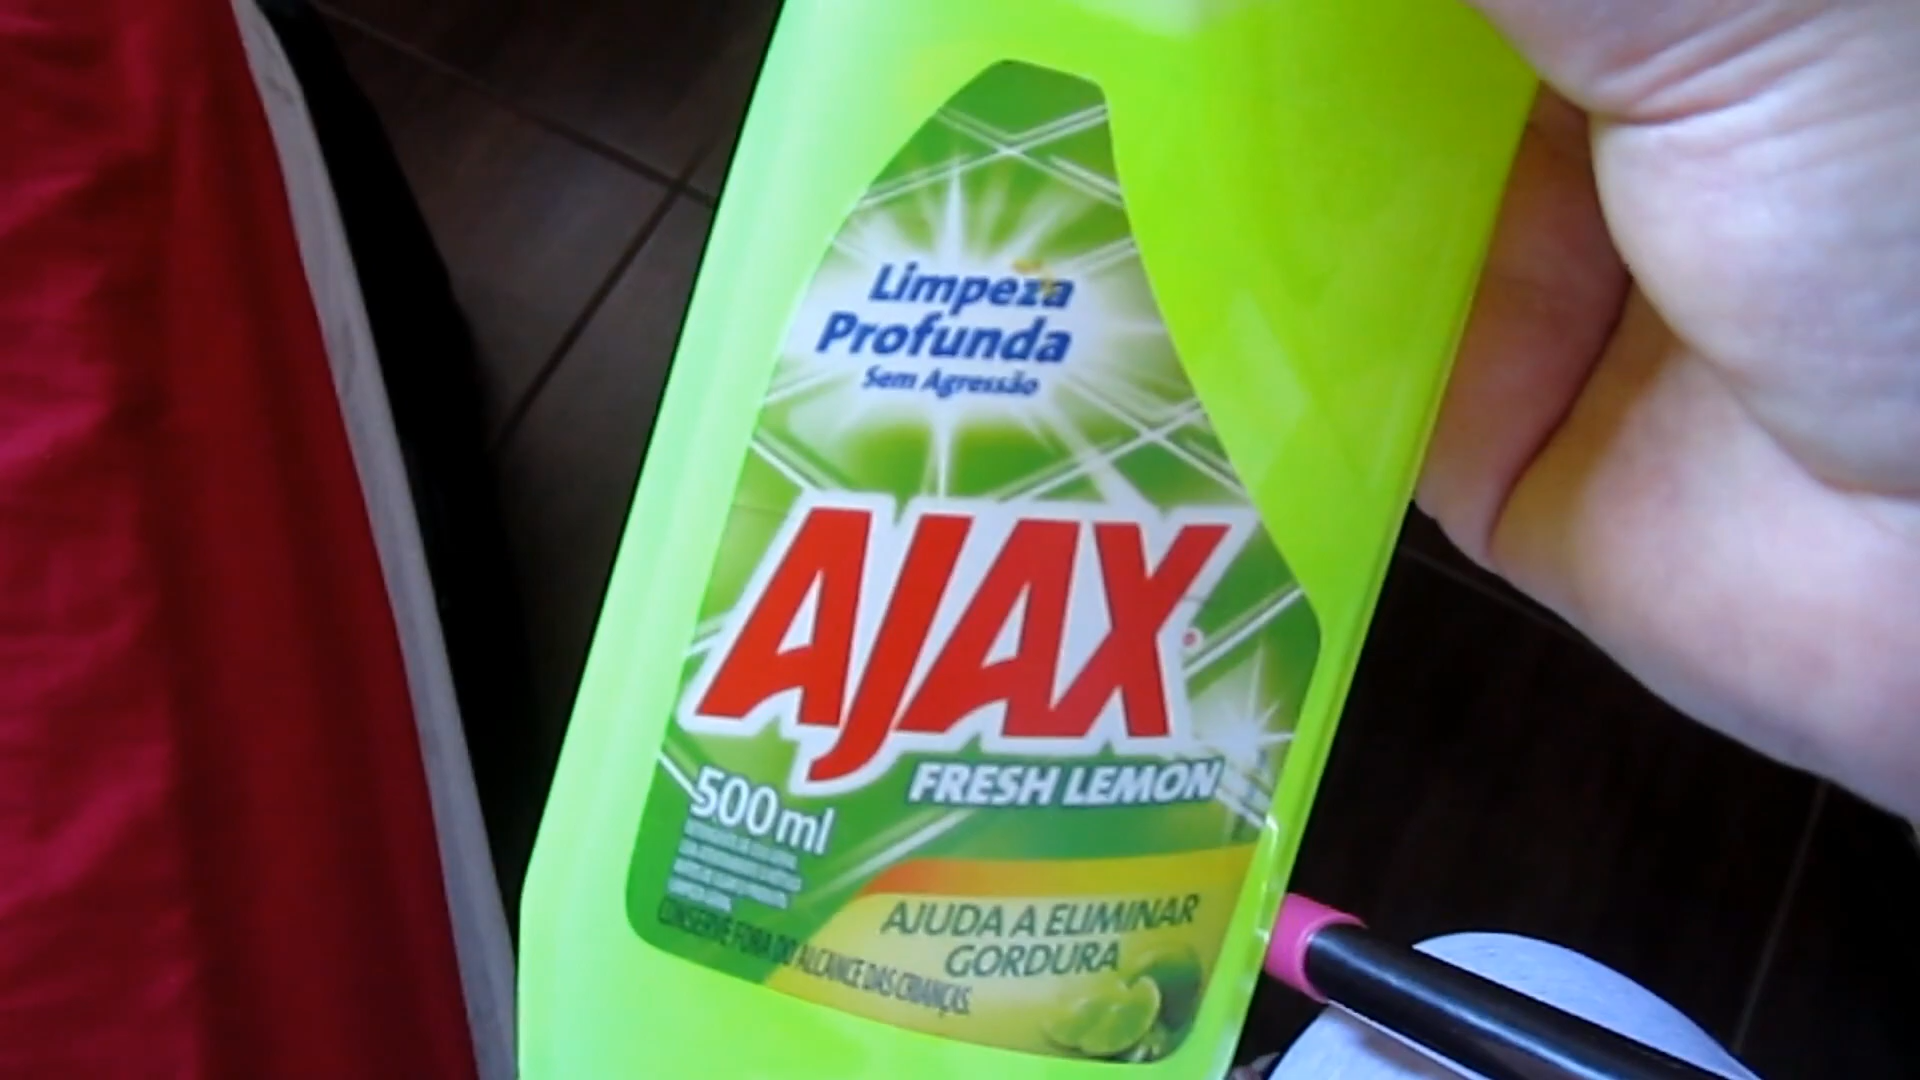 Limpeza
Profunda
Sem Agressão
AJAX
FRESH LEMON
500ml
AJUDA A ELIMINAR
GORDURA
CONSERVE FORA DO ALCANCE DAS CRIANÇAS.